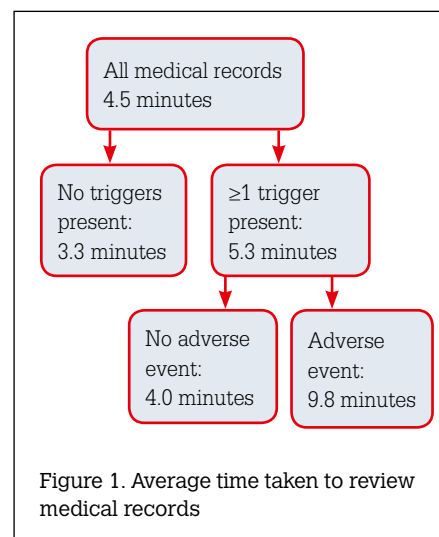 All medical records
4.5 minutes
No triggers
present:
3.3 minutes
≥1 trigger
present:
5.3 minutes
No adverse
event:
4.0 minutes
Adverse
event:
9.8 minutes
Figure 1. Average time taken to review
medical records